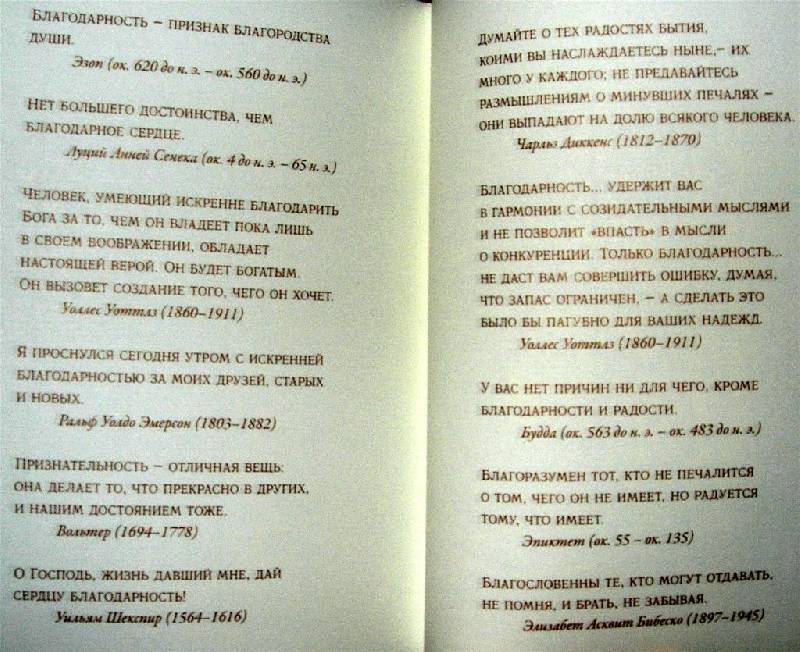 Благодарность – признак благородства
души.
Эзоп (ок. 620 до н. э. – ок. 560 до н. э.)
Нет большего достоинства, чем
благодарное сердце.
Луций Анней Сенека (ок. 4 до н. э. – 65 н. э.)
Человек, умеющий искренне благодарить
Бога за то, чем он владеет пока лишь
в своем воображении, обладает
настоящей верой. Он будет богатым.
Он вызовет создание того, чего он хочет.
Уоллес Уоттлз (1860–1911)
Я проснулся сегодня утром с искренней
благодарностью за моих друзей, старых
и новых.
Ральф Уолдо Эмерсон (1803–1882)
Признательность – отличная вещь:
она делает то, что прекрасно в других,
и нашим достоянием тоже.
Вольтер (1694–1778)
О Господь, жизнь давший мне, дай
сердцу благодарность!
Уильям Шекспир (1564–1616)
Думайте о тех радостях бытия,
коими вы наслаждаетесь ныне,– их
много у каждого; не предавайтесь
размышлениям о минувших печалях –
они выпадают на долю всякого человека.
Чарльз Диккенс (1812–1870)
Благодарность... удержит вас
в гармонии с созидательными мыслями
и не позволит «впасть» в мысли
о конкуренции. Только благодарность...
не даст вам совершить ошибку, думая,
что запас ограничен, – а сделать это
было бы пагубно для ваших надежд.
Уоллес Уоттлз (1860–1911)
У вас нет причин ни для чего, кроме
благодарности и радости.
Будда (ок. 563 до н. э. – ок. 483 до н. э.)
Благоразумен тот, кто не печалится
о том, чего он не имеет, но радуется
тому, что имеет.
Эпиктет (ок. 55 – ок. 135)
Благословенны те, кто могут отдавать,
не помня, и брать, не забывая.
Элизабет Асквит Бибеско (1897–1945)